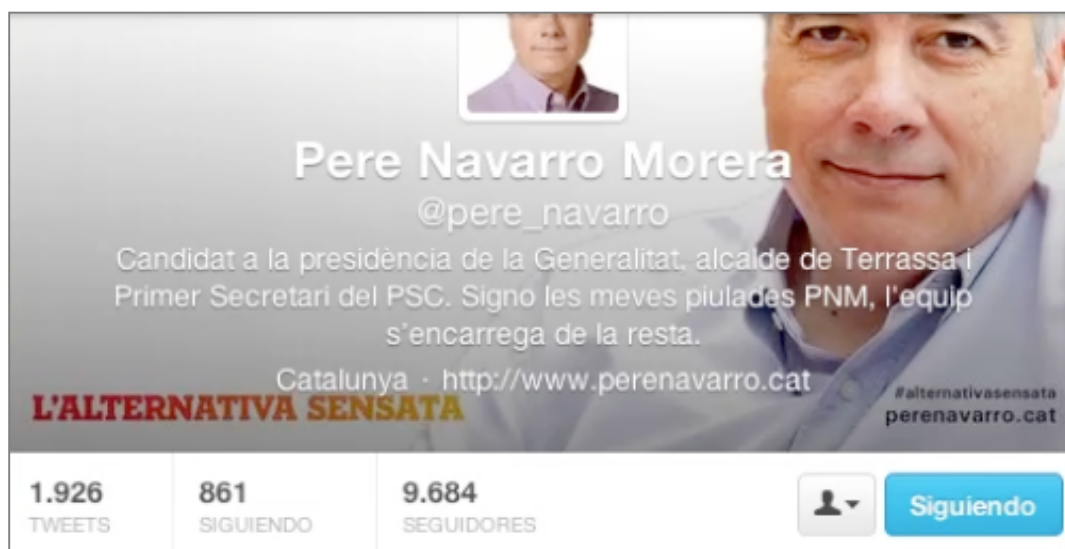 Pere Navarro Morera
@pere_navarro
Candidat a la presidència de la Generalitat, alcalde de Terrassa i
Primer Secretari del PSC. Signo les meves piulades PNM, l'equip
s'encarrega de la resta.
Catalunya · http://www.perenavarro.cat
L'ALTERNATIVA SENSATA
#alternativasensata
perenavarro.cat
1.926
TWEETS
861
SIGUIENDO
9.684
SEGUIDORES
Siguiendo